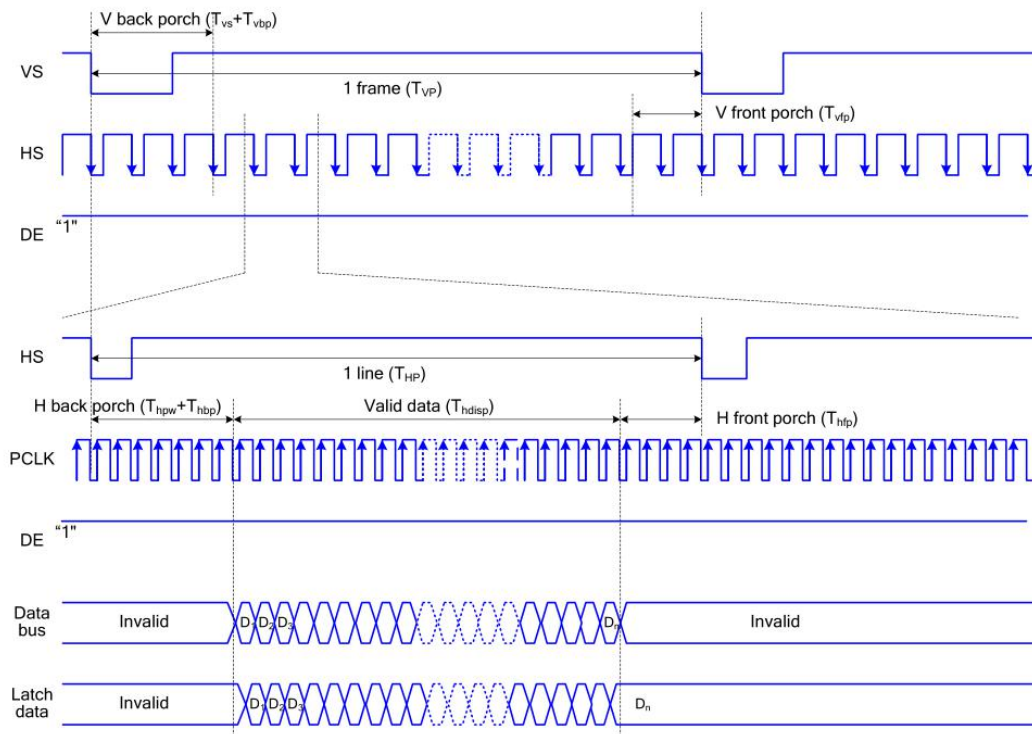 V back porch (Tvs+Tvbp)
VS
1 frame (TVP)
V front porch (Tvfp)
HS
"1"
DE
HS
1 line (THP)
H back porch (Thpw+Thbp)
Valid data (Thdisp)
H front porch (Thfp)
PCLK
"1"
DE
Data bus
Invalid
D1 D2 D3
Dn
Invalid
Latch data
Invalid
D1 D2 D3
Dn